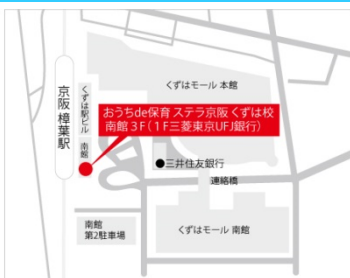 くずはモール 本館
京阪 樟葉駅
くずは駅ビル 南館
おうちde保育 ステラ京阪 くずは校
南館 3F(1F三菱東京UFJ銀行)
●三井住友銀行
連絡橋
南館
第2駐車場
くずはモール 南館